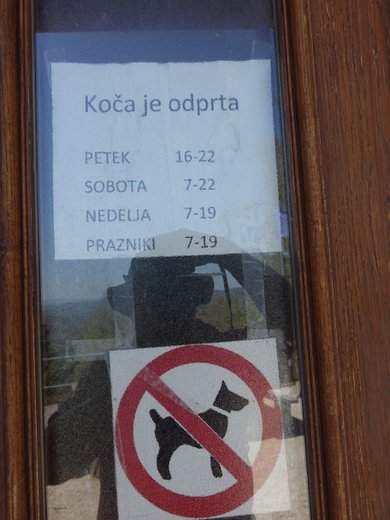 Koča je odprta
PETEK 16-22
SOBOTA 7-22
NEDELJA 7-19
PRAZNIKI 7-19